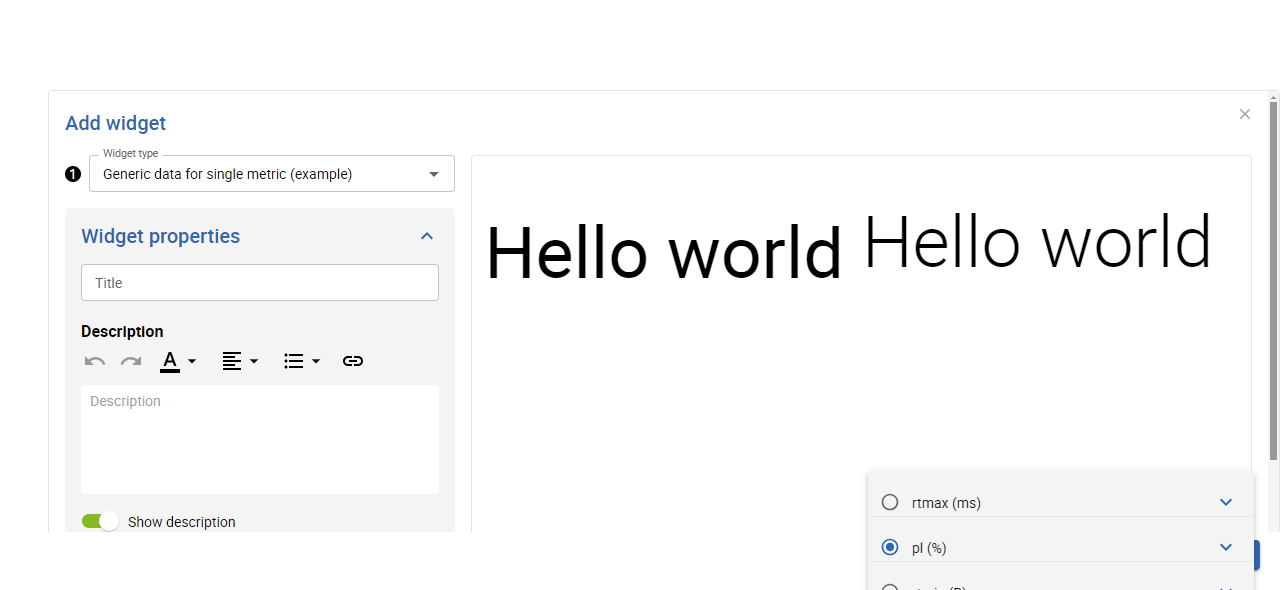 Add widget
Widget type
1
Generic data for single metric (example)
Widget properties
Title
Description
A
Description
Show description
Hello world Hello world
rtmax (ms)
pl (%)